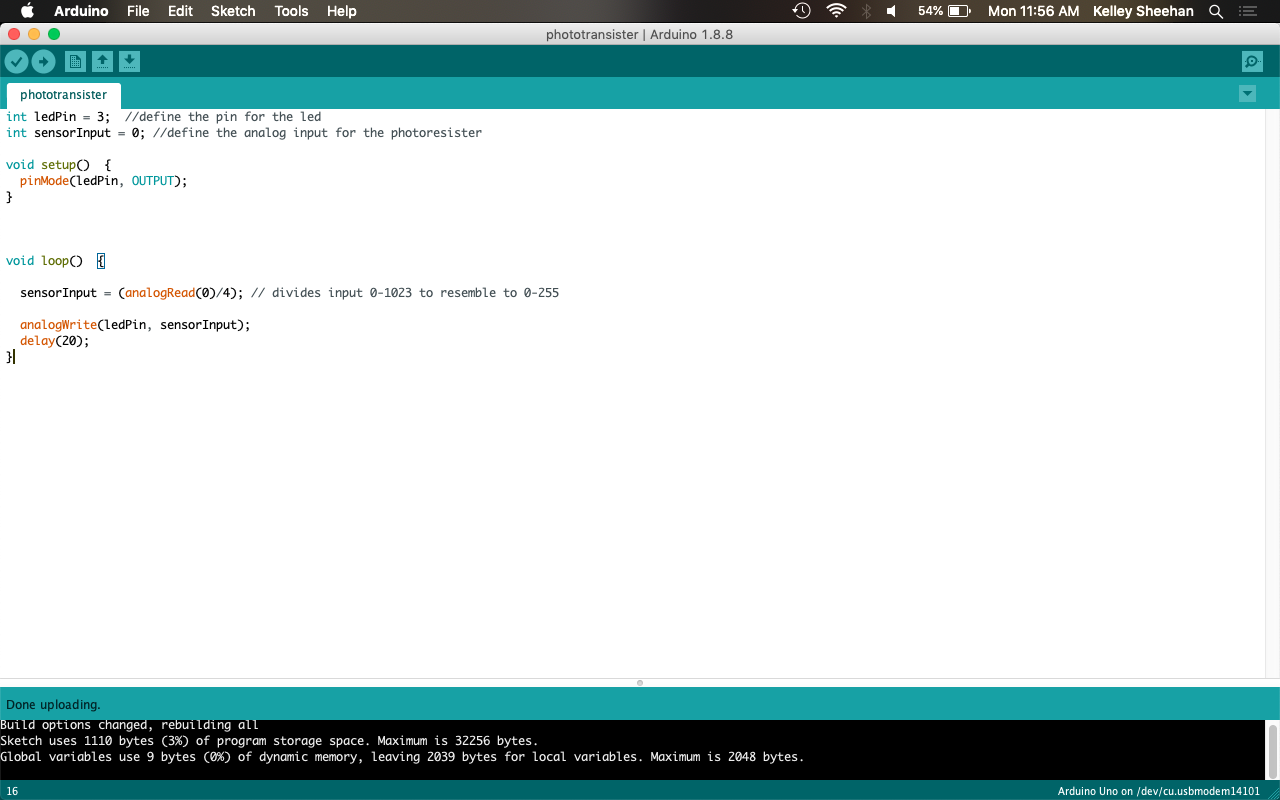 Arduino File Edit Sketch Tools Help 54% Mon 11:56 AM Kelley Sheehan
phototransister | Arduino 1.8.8
phototransister
int ledPin = 3;  //define the pin for the led
int sensorInput = 0; //define the analog input for the photoresister
void setup()  {
  pinMode(ledPin, OUTPUT);
}
void loop()  {
  sensorInput = (analogRead(0)/4); // divides input 0-1023 to resemble to 0-255
  analogWrite(ledPin, sensorInput);
  delay(20);
}
Done uploading.
Build options changed, rebuilding all
Sketch uses 1110 bytes (3%) of program storage space. Maximum is 32256 bytes.
Global variables use 9 bytes (0%) of dynamic memory, leaving 2039 bytes for local variables. Maximum is 2048 bytes.
16 Arduino Uno on /dev/cu.usbmodem14101